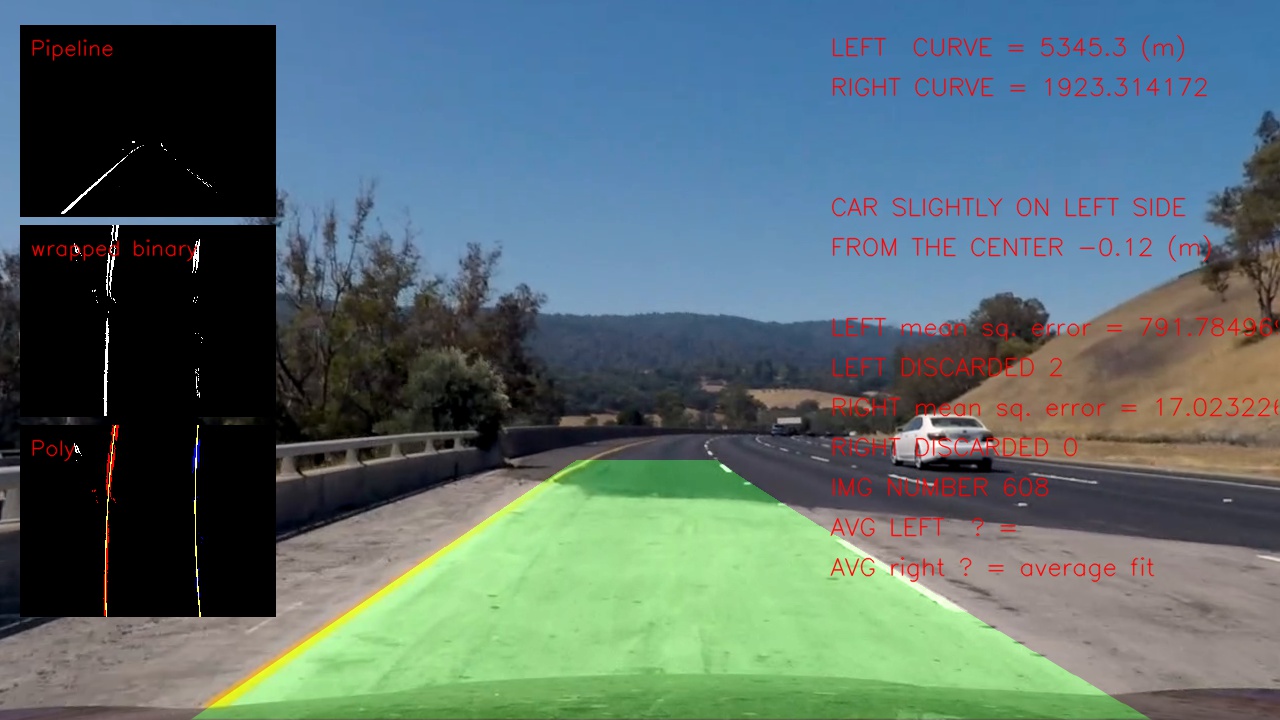 Pipeline
wrapped binary
Poly
LEFT CURVE = 5345.3 (m)
RIGHT CURVE = 1923.314172
CAR SLIGHTLY ON LEFT SIDE
FROM THE CENTER -0.12 (m)
LEFT mean sq. error = 791.78496
LEFT DISCARDED 2
RIGHT mean sq. error = 17.023226
RIGHT DISCARDED 0
IMG NUMBER 608
AVG LEFT ? =
AVG right ? = average fit